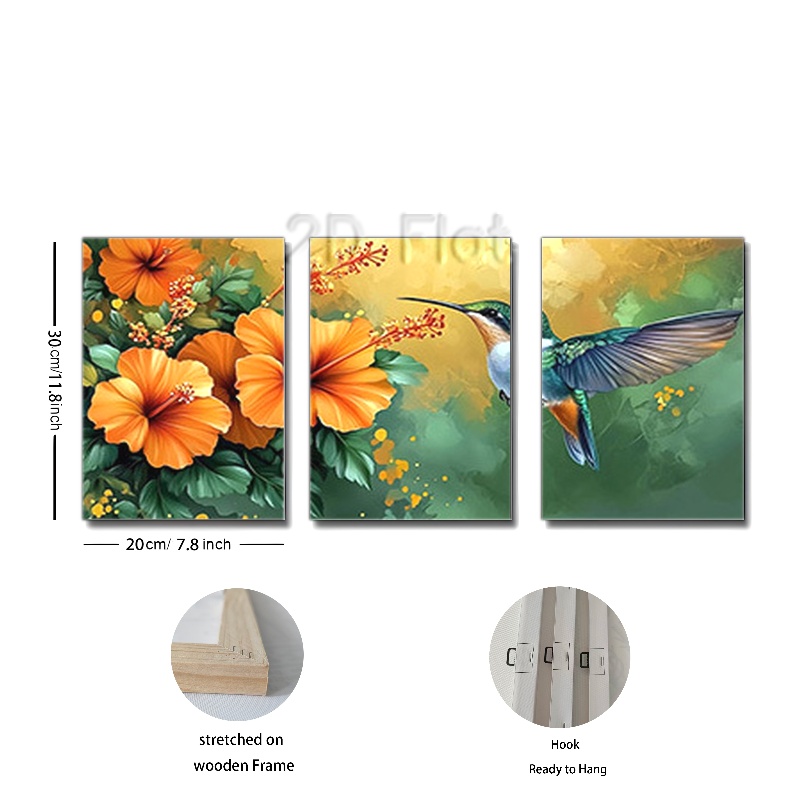 2D Flat
30cm/11.8inch
20cm/ 7.8 inch
stretched on
wooden Frame
Hook
Ready to Hang